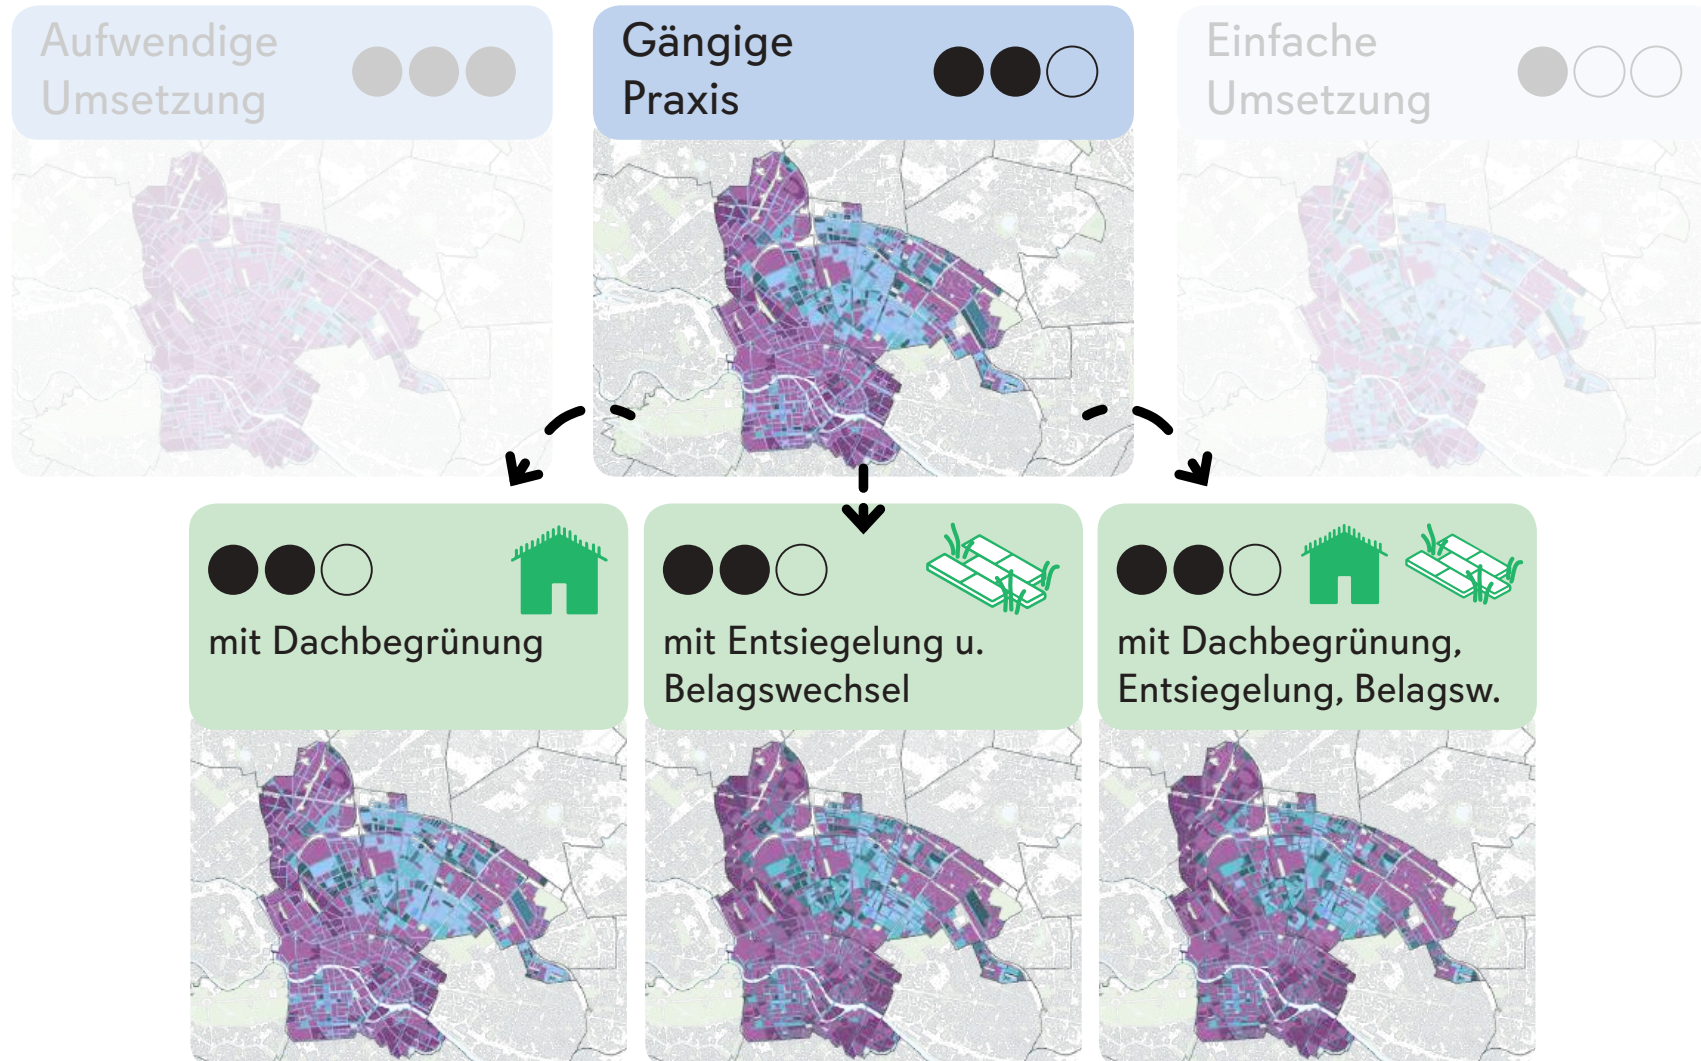 Aufwendige
Umsetzung
Gängige
Praxis
Einfache
Umsetzung
mit Dachbegrünung
mit Entsiegelung u.
Belagswechsel
mit Dachbegrünung,
Entsiegelung, Belagsw.